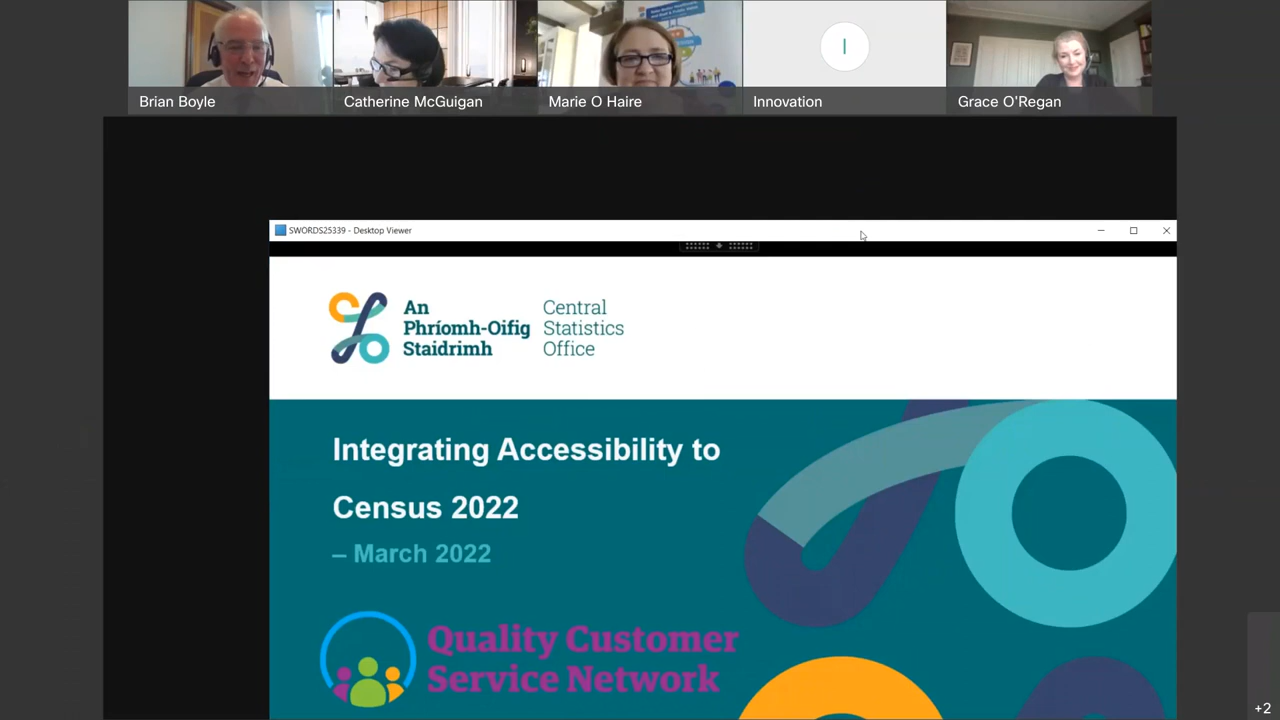 Brian Boyle
Catherine McGuigan
Marie O Haire
I
Innovation
Grace O'Regan
SWORDS25339 - Desktop Viewer
An
Phríomh-Oifig
Staidrimh
Central
Statistics
Office
Integrating Accessibility to
Census 2022
– March 2022
Quality Customer
Service Network
+2